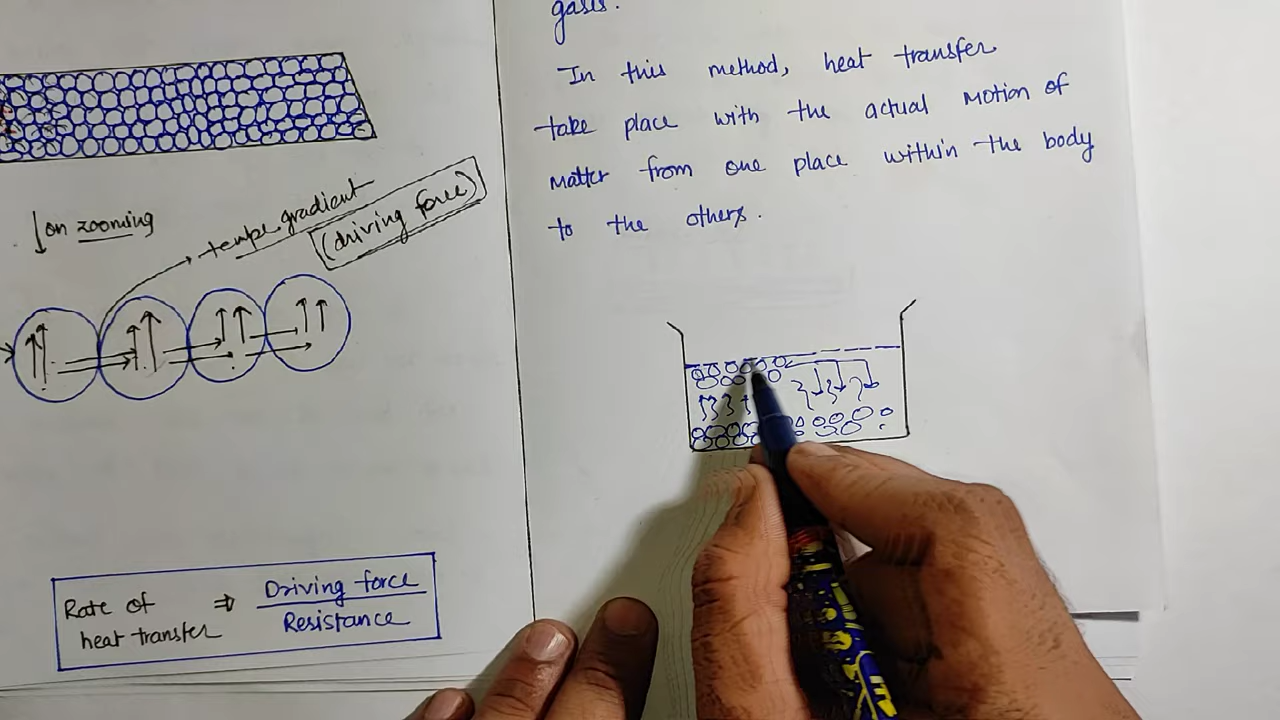 on zooming
tempe gradient
(driving force)
Rate of
heat transfer ⇒ Driving force
Resistance
gases.
In this method, heat transfer
take place with the actual motion of
matter from one place within the body
to the others.